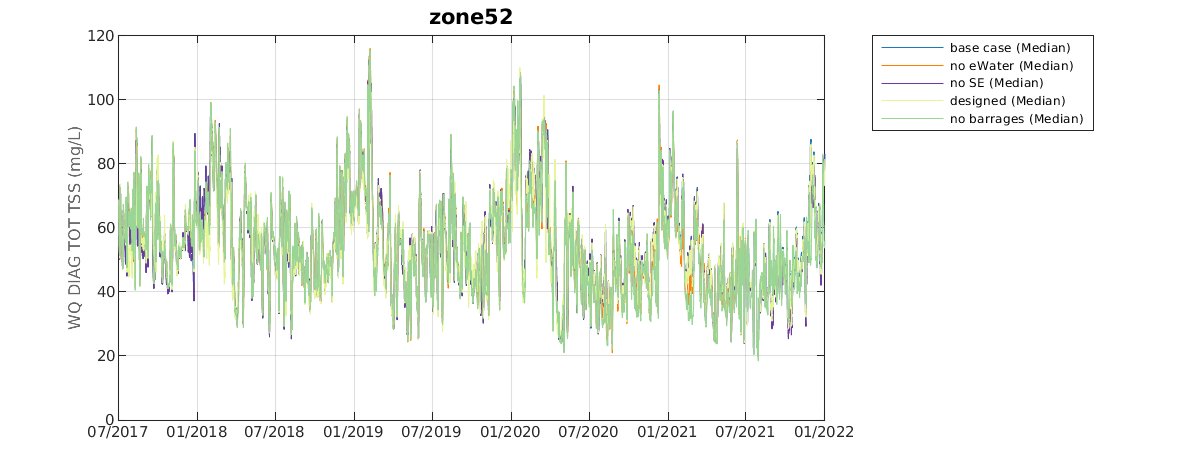 zone52
WQ DIAG TOT TSS (mg/L)
120
100
80
60
40
20
0
07/2017 01/2018 07/2018 01/2019 07/2019 01/2020 07/2020 01/2021 07/2021 01/2022
base case (Median)
no eWater (Median)
no SE (Median)
designed (Median)
no barrages (Median)